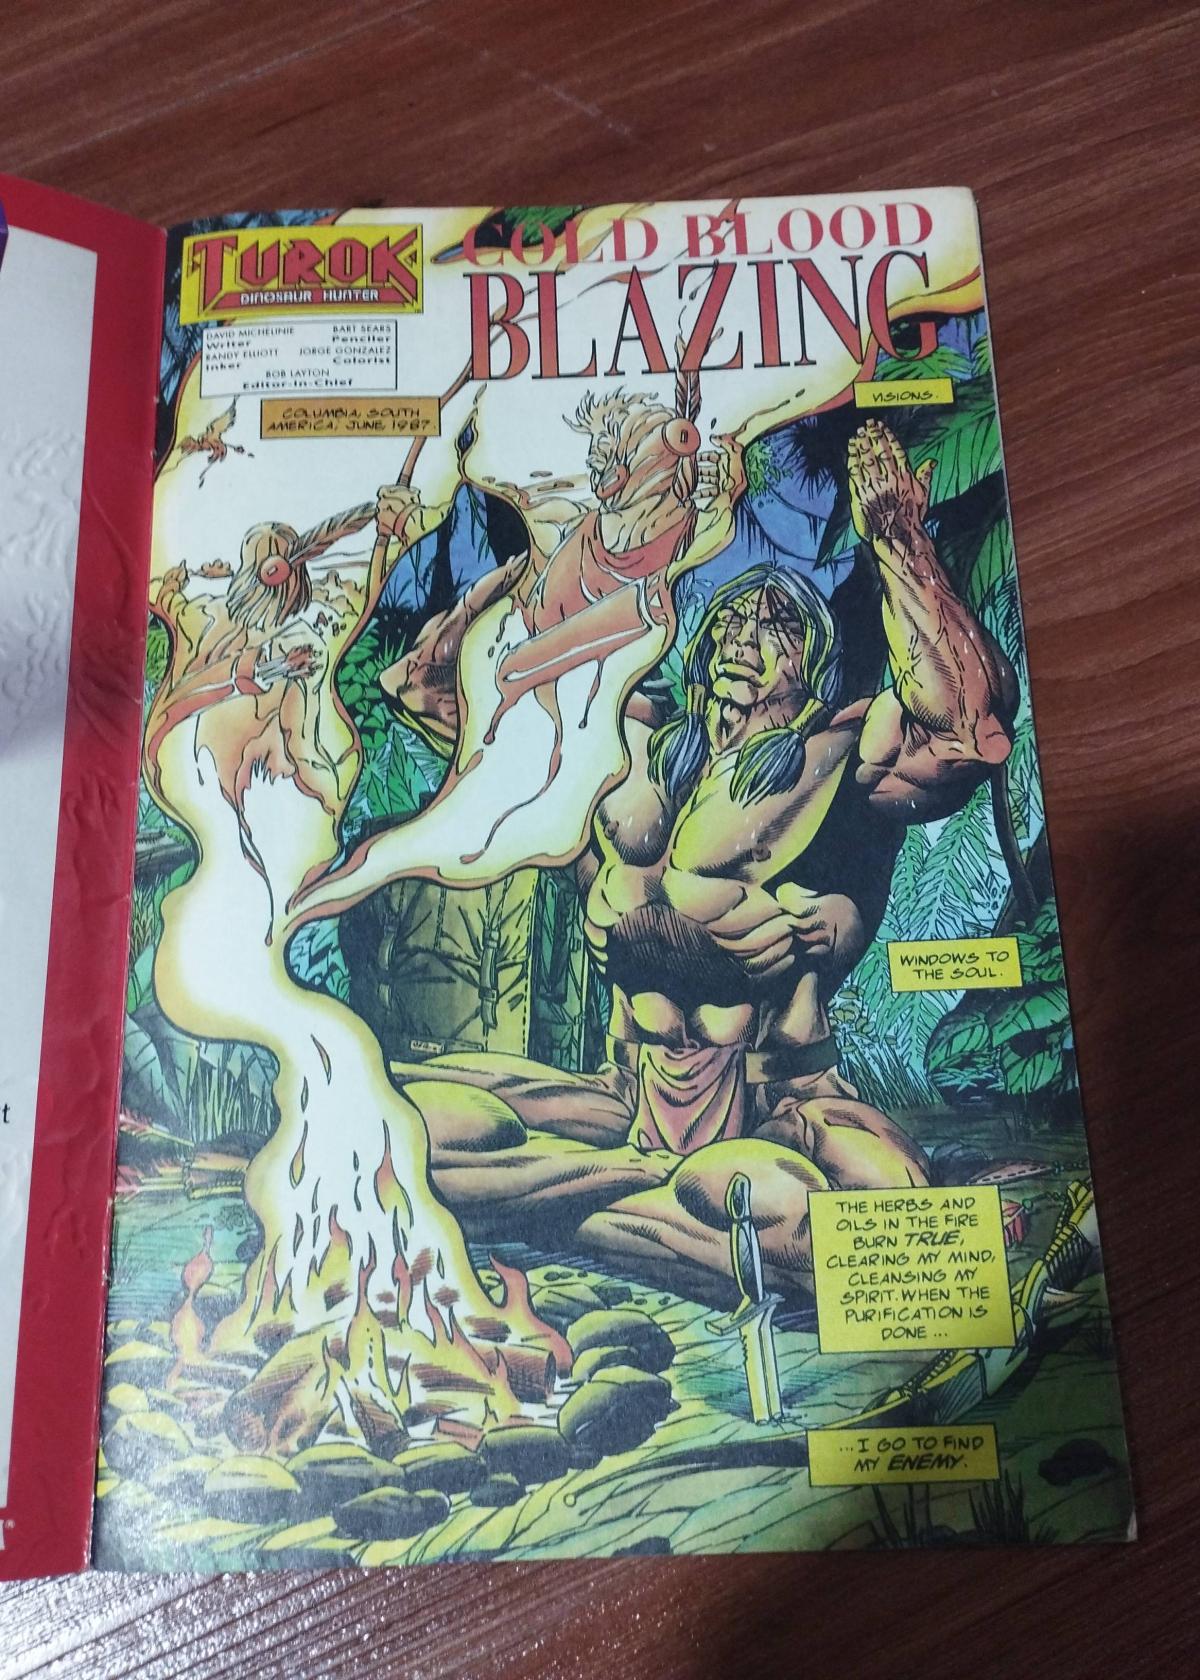 COLD BLOOD
BLAZING
TUROK
DINOSAUR HUNTER
DAVID MICHELINIE
Writer
BART SEARS
Penciler
RANDY ELLIOTT
Inker
JORGE GONZALEZ
Colorist
BOB LAYTON
Editor-In-Chief
COLUMBIA, SOUTH
AMERICA, JUNE, 1987.
VISIONS.
WINDOWS TO
THE SOUL.
THE HERBS AND
OILS IN THE FIRE
BURN TRUE,
CLEARING MY MIND,
CLEANSING MY
SPIRIT. WHEN THE
PURIFICATION IS
DONE ...
...I GO TO FIND
MY ENEMY.